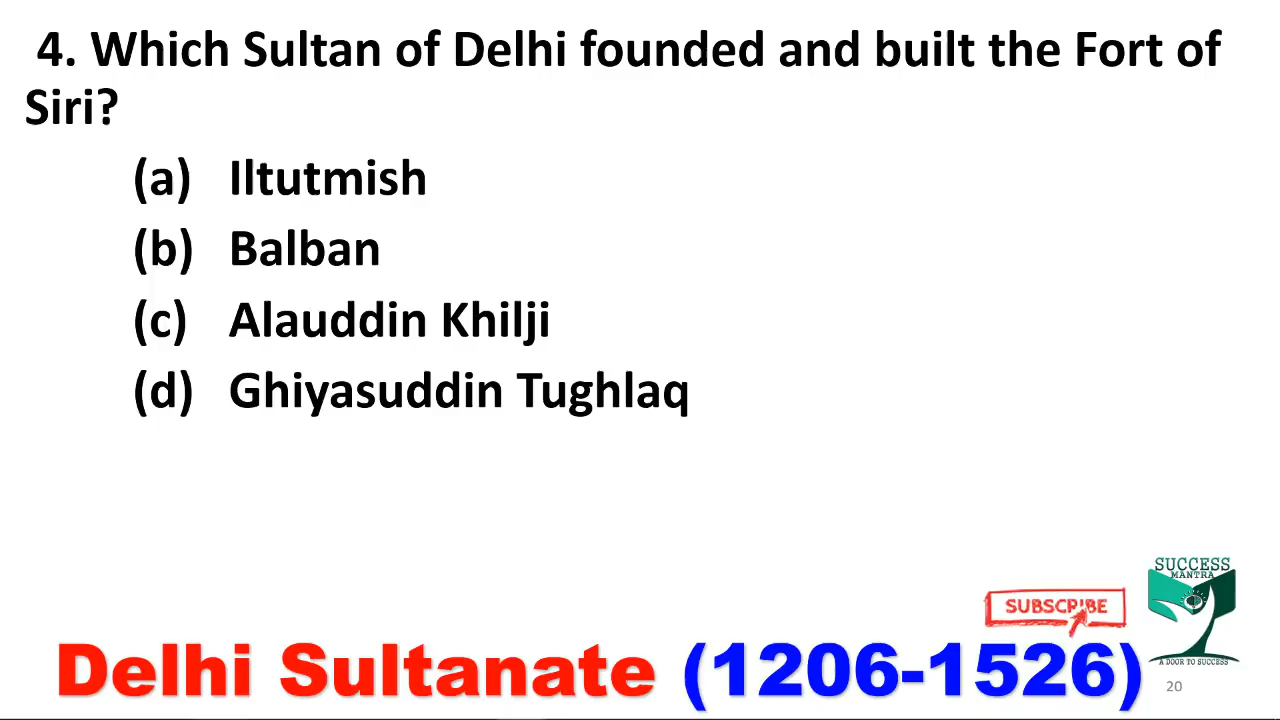 4. Which Sultan of Delhi founded and built the Fort of
Siri?
(a) Iltutmish
(b) Balban
(c) Alauddin Khilji
(d) Ghiyasuddin Tughlaq
SUCCESS
MANTRA
SUBSCRIBE
A DOOR TO SUCCESS
Delhi Sultanate (1206-1526)
20